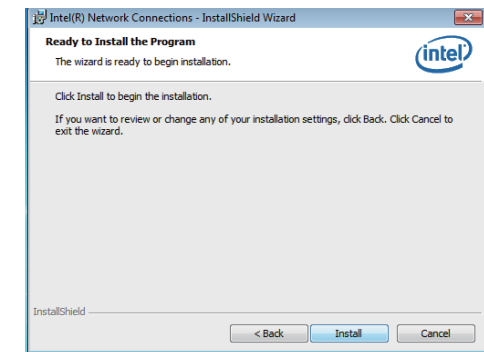 Intel(R) Network Connections - InstallShield Wizard
Ready to Install the Program
The wizard is ready to begin installation.
intel
Click Install to begin the installation.
If you want to review or change any of your installation settings, click Back. Click Cancel to
exit the wizard.
InstallShield
< Back
Install
Cancel